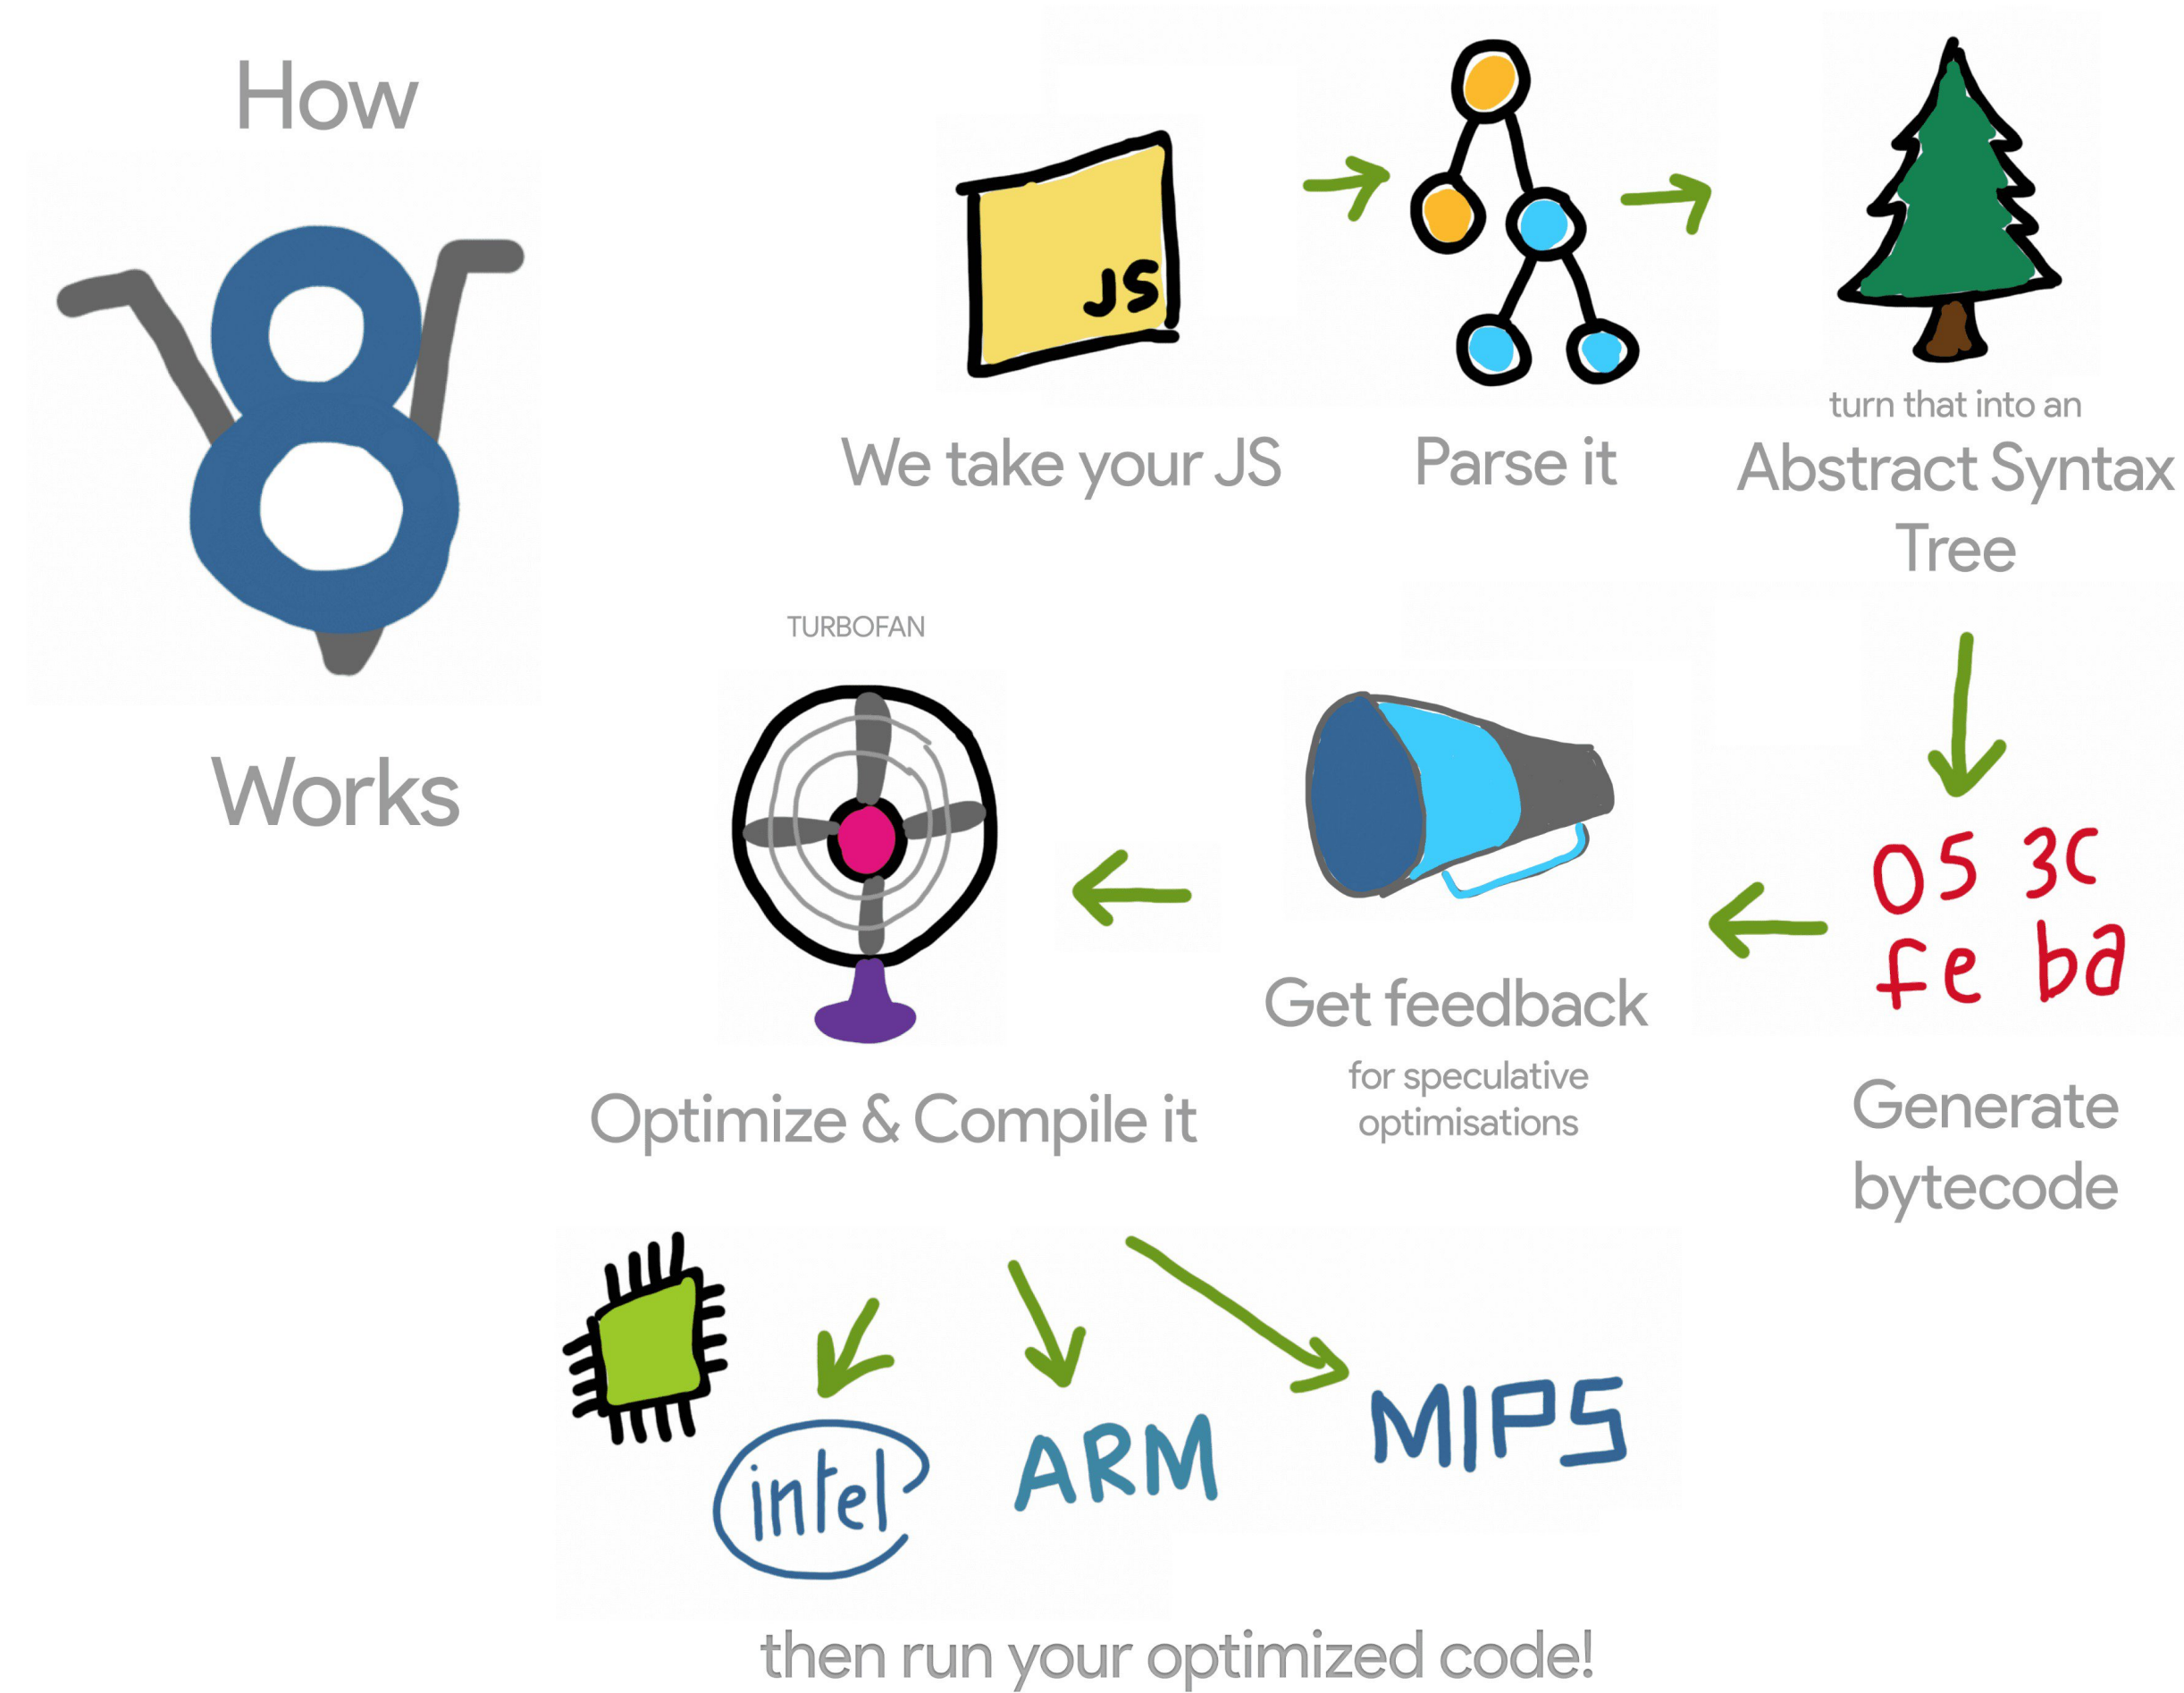 How
8
Works
JS
We take your JS
Parse it
turn that into an
Abstract Syntax
Tree
05 3c
fe ba
Generate
bytecode
Get feedback
for speculative
optimisations
TURBOFAN
Optimize & Compile it
intel
ARM
MIPS
then run your optimized code!